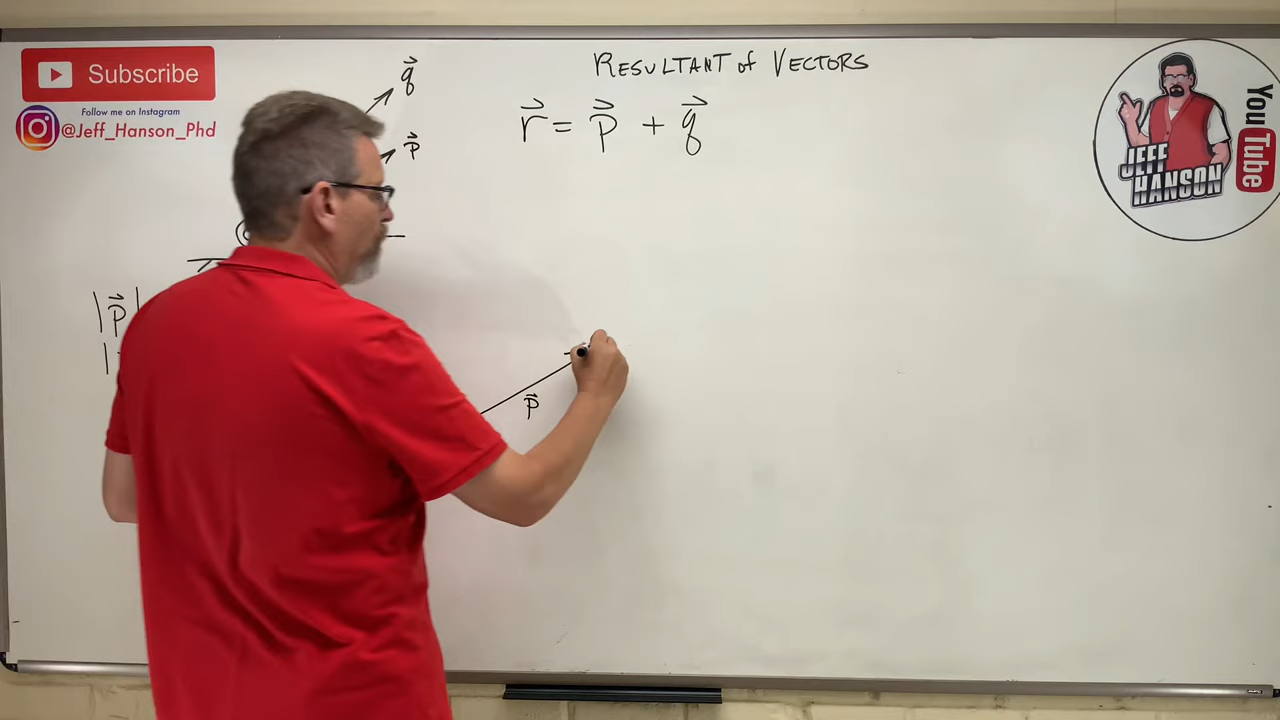 Subscribe
Follow me on Instagram
@Jeff_Hanson_Phd
RESULTANT of VECTORS
r⃗ = p⃗ + q⃗
q⃗
p⃗
|p⃗|
|
p⃗
JEFF
HANSON
YouTube